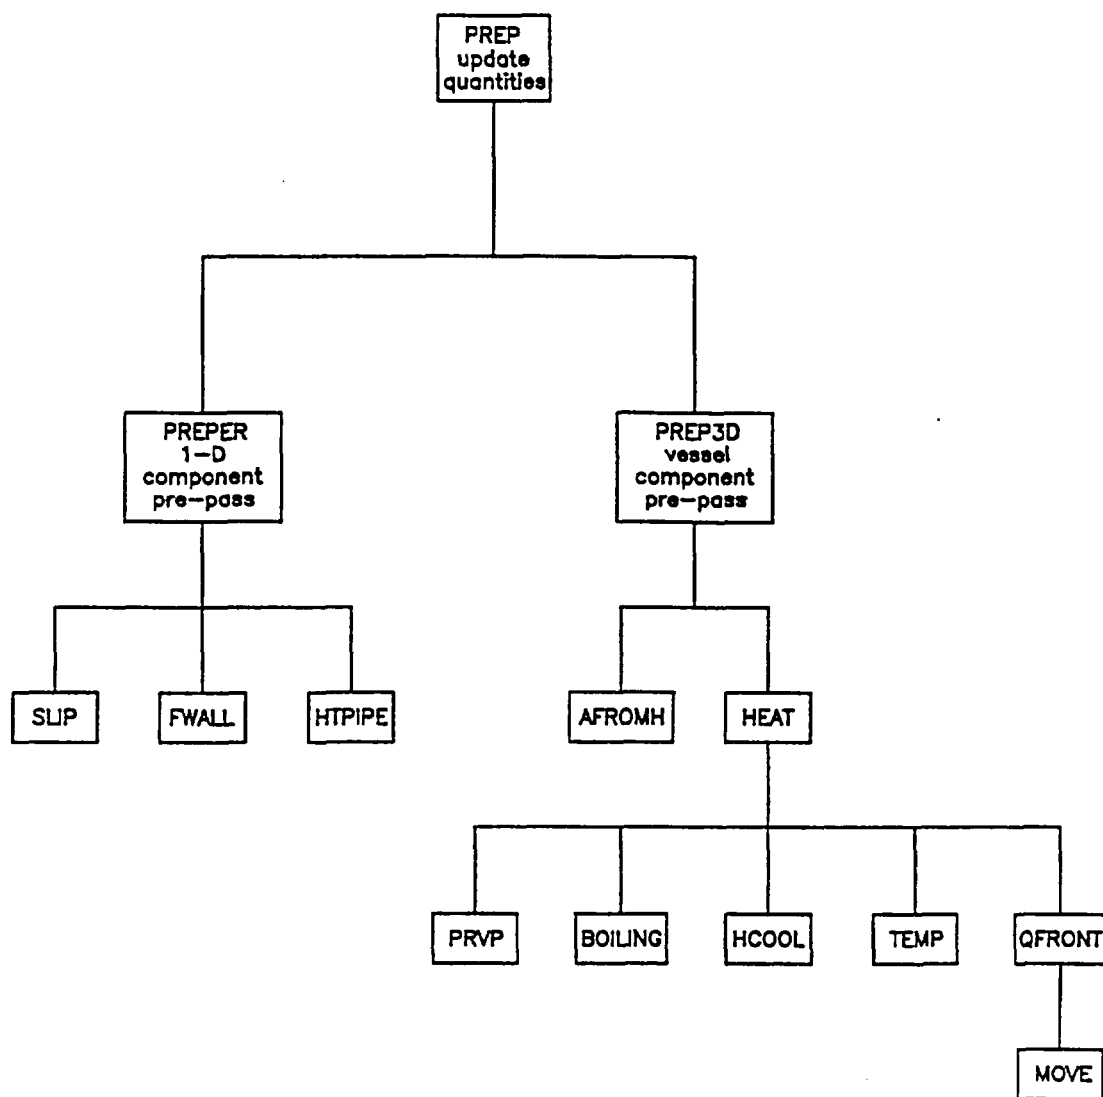 PREP
update
quantities
PREPER
1-D
component
pre-pass
PREP3D
vessel
component
pre-pass
SLIP
FWALL
HTPIPE
AFROMH
HEAT
PRVP
BOILING
HCOOL
TEMP
QFRONT
MOVE